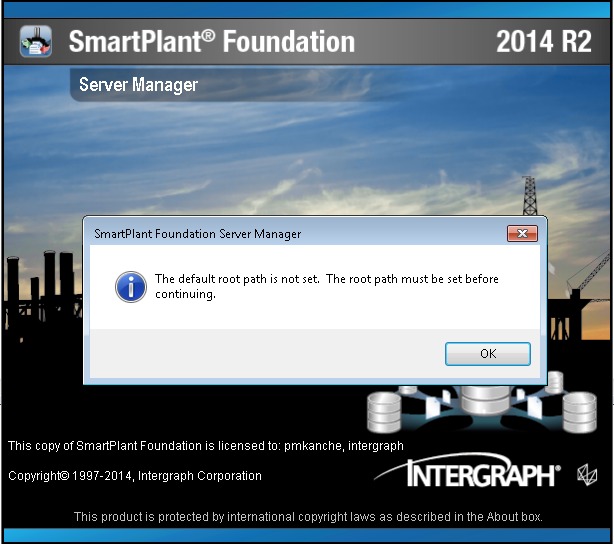 SmartPlant® Foundation 2014 R2
Server Manager
SmartPlant Foundation Server Manager
The default root path is not set. The root path must be set before
continuing.
OK
This copy of SmartPlant Foundation is licensed to: pmkanche, intergraph
Copyright© 1997-2014, Intergraph Corporation
INTERGRAPH®
This product is protected by international copyright laws as described in the About box.